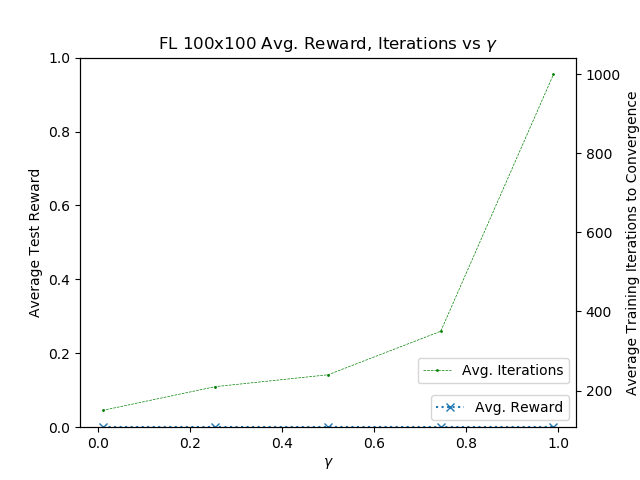 FL 100x100 Avg. Reward, Iterations vs γ
1.0
0.8
0.6
0.4
0.2
0.0
Average Test Reward
1000
800
600
400
200
Average Training Iterations to Convergence
Avg. Iterations
Avg. Reward
0.0 0.2 0.4 0.6 0.8 1.0
γ